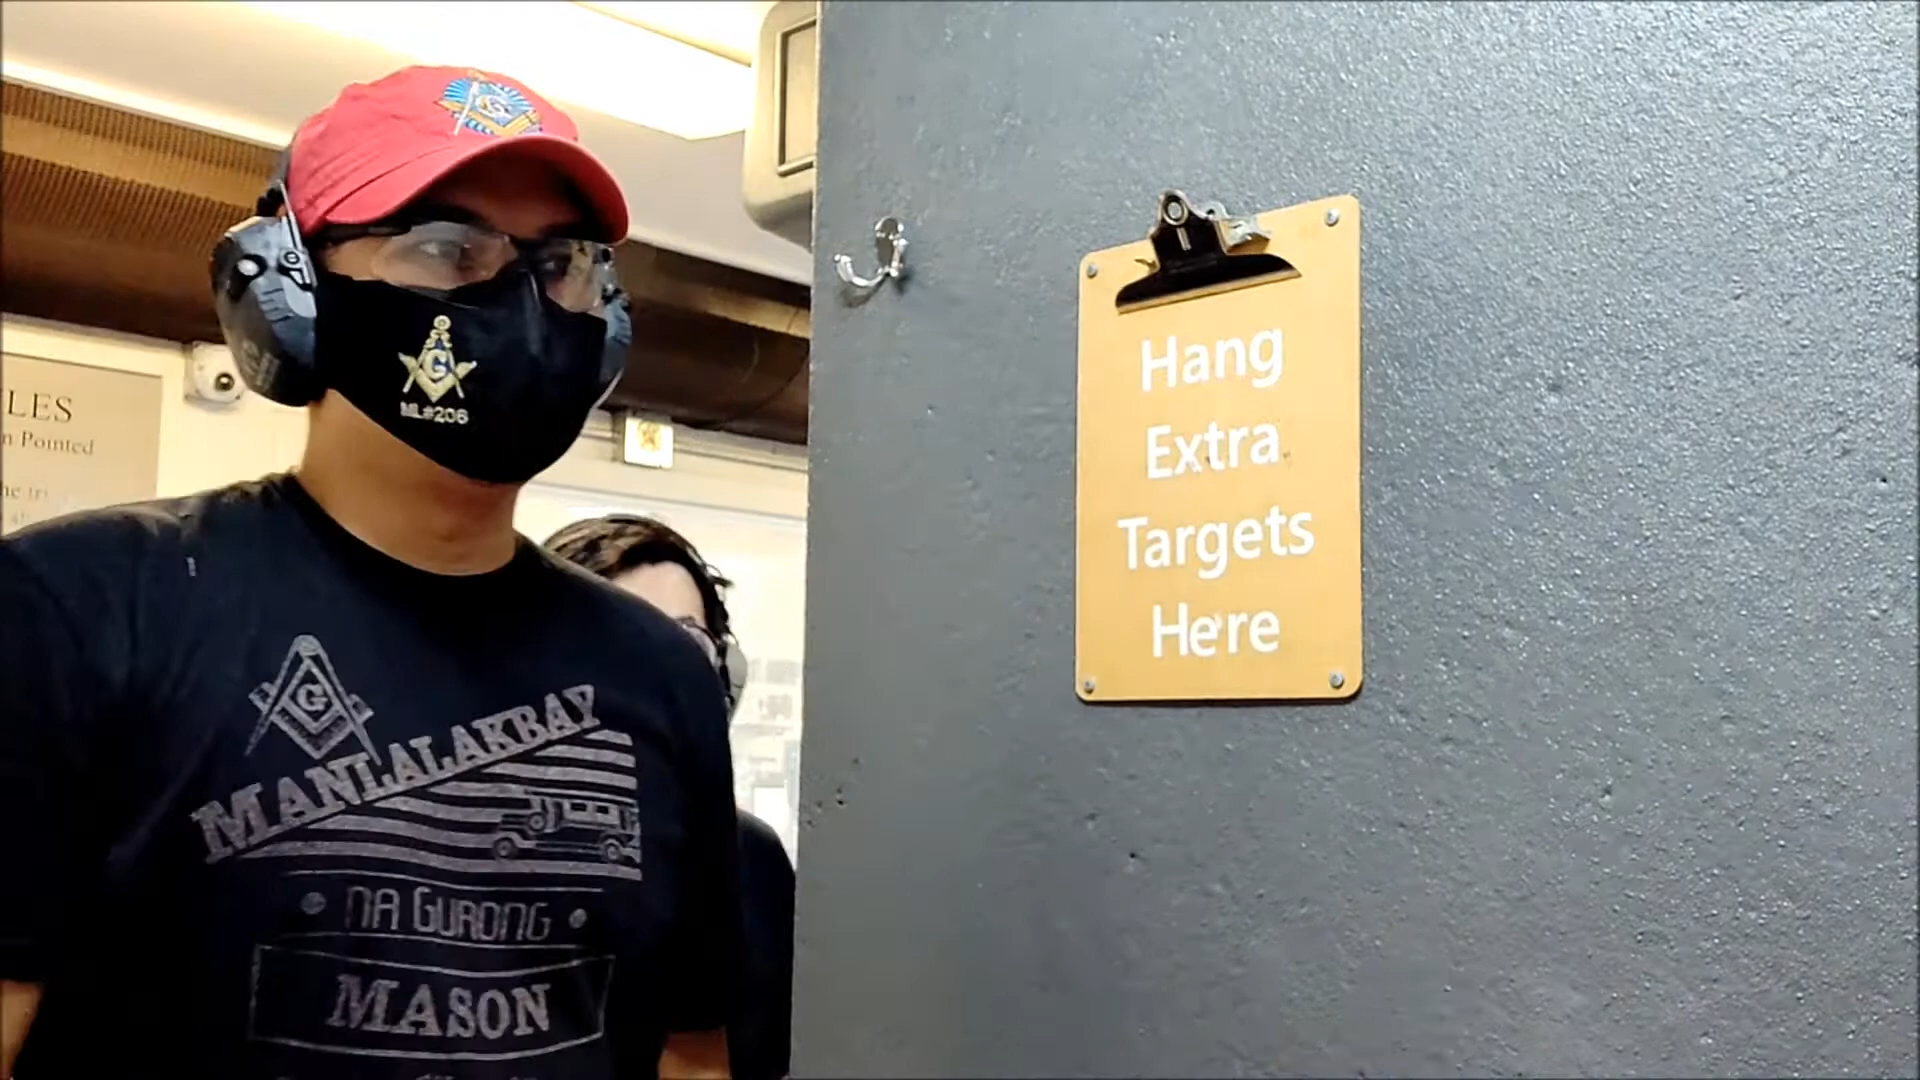 LES
n Pointed
G
G
ML#206
G
MANLALAKBAY
NA GURONG
MASON
Hang
Extra
Targets
Here